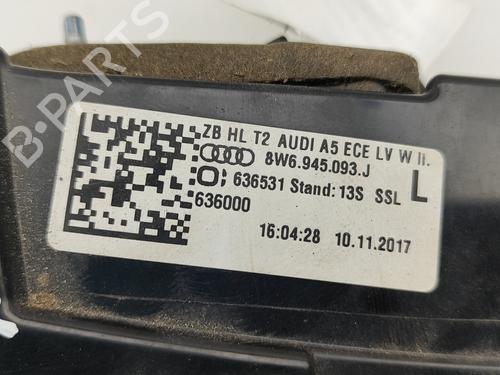 ZB HL T2 AUDI A5 ECE LV W II.
8W6.945.093.J
636531 Stand: 13S SSL L
636000
16:04:28 10.11.2017
B-PARTS